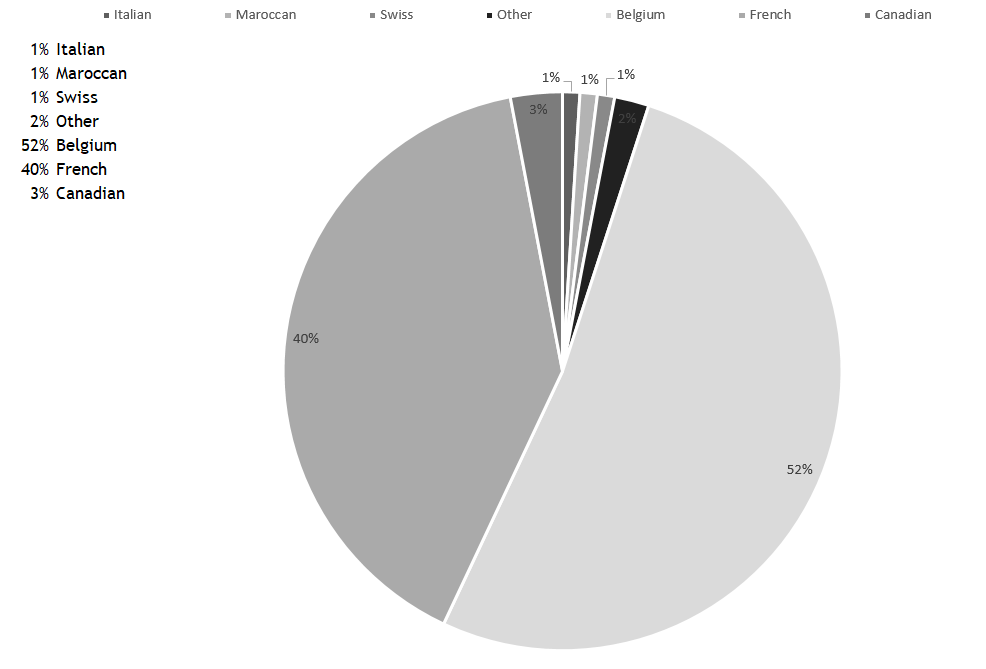 Italian Maroccan Swiss Other Belgium French Canadian
1% Italian
1% Maroccan
1% Swiss
2% Other
52% Belgium
40% French
3% Canadian
1% 1% 1%
3% 2%
40%
52%